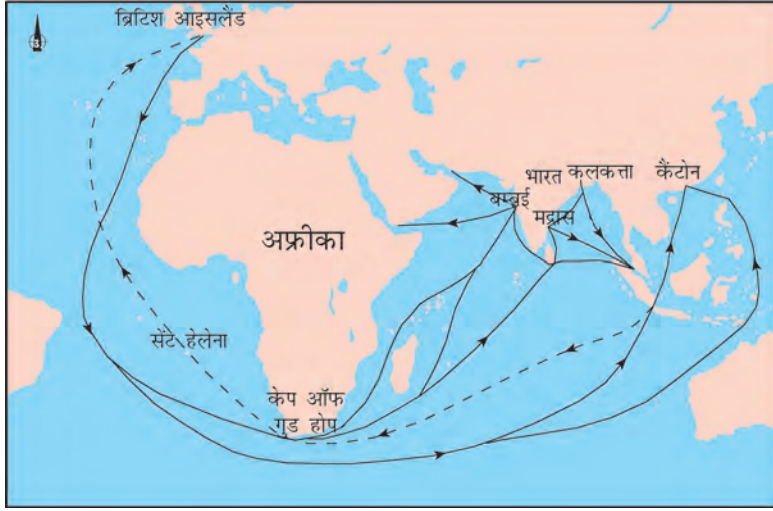 ब्रिटिश आइसलैंड
भारत कलकत्ता कैंटोन
बम्बई
मद्रास
अफ्रीका
सेंट हेलेना
केप ऑफ
गुड होप